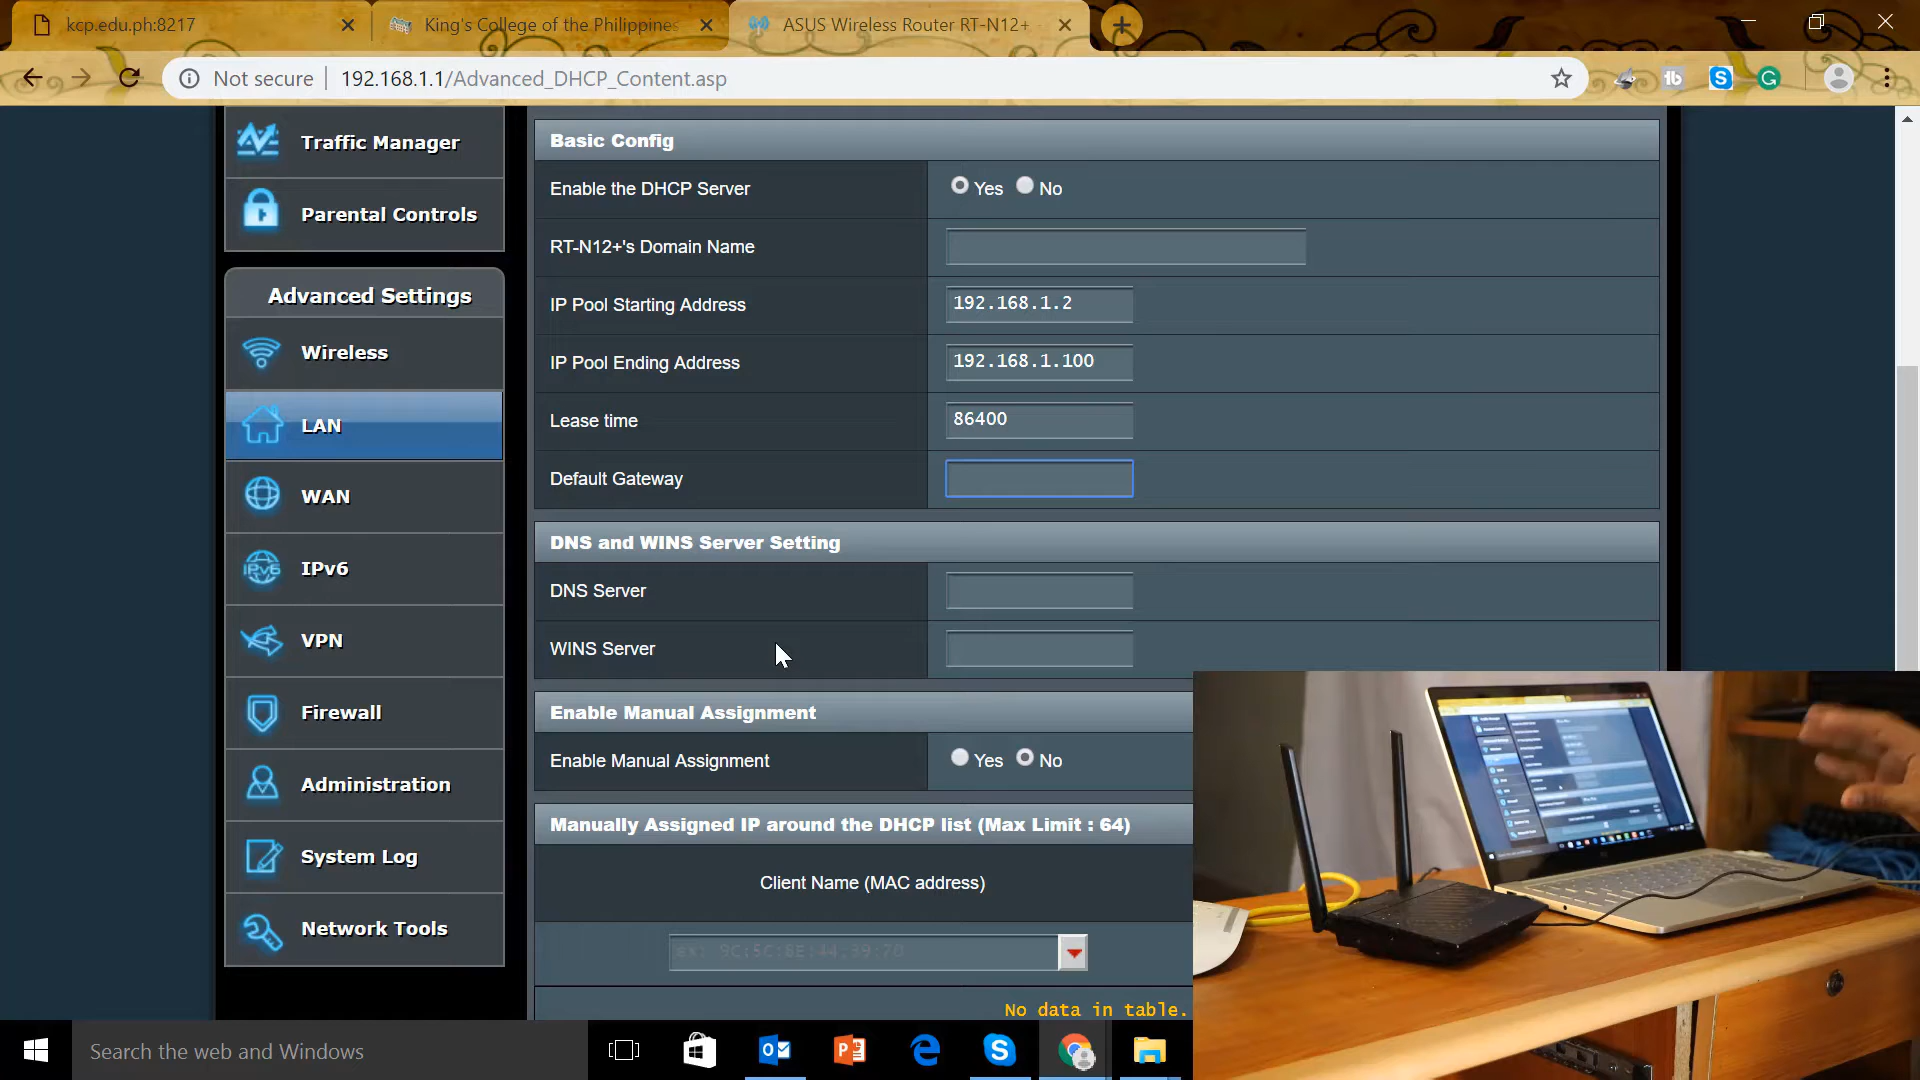 kcp.edu.ph:8217
King's College of the Philippines
ASUS Wireless Router RT-N12+
Not secure
192.168.1.1/Advanced_DHCP_Content.asp
Traffic Manager
Parental Controls
Advanced Settings
Wireless
LAN
WAN
IPv6
VPN
Firewall
Administration
System Log
Network Tools
Basic Config
Enable the DHCP Server Yes No
RT-N12+'s Domain Name
IP Pool Starting Address 192.168.1.2
IP Pool Ending Address 192.168.1.100
Lease time 86400
Default Gateway
DNS and WINS Server Setting
DNS Server
WINS Server
Enable Manual Assignment
Enable Manual Assignment Yes No
Manually Assigned IP around the DHCP list (Max Limit : 64)
Client Name (MAC address)
No data in table.
Search the web and Windows